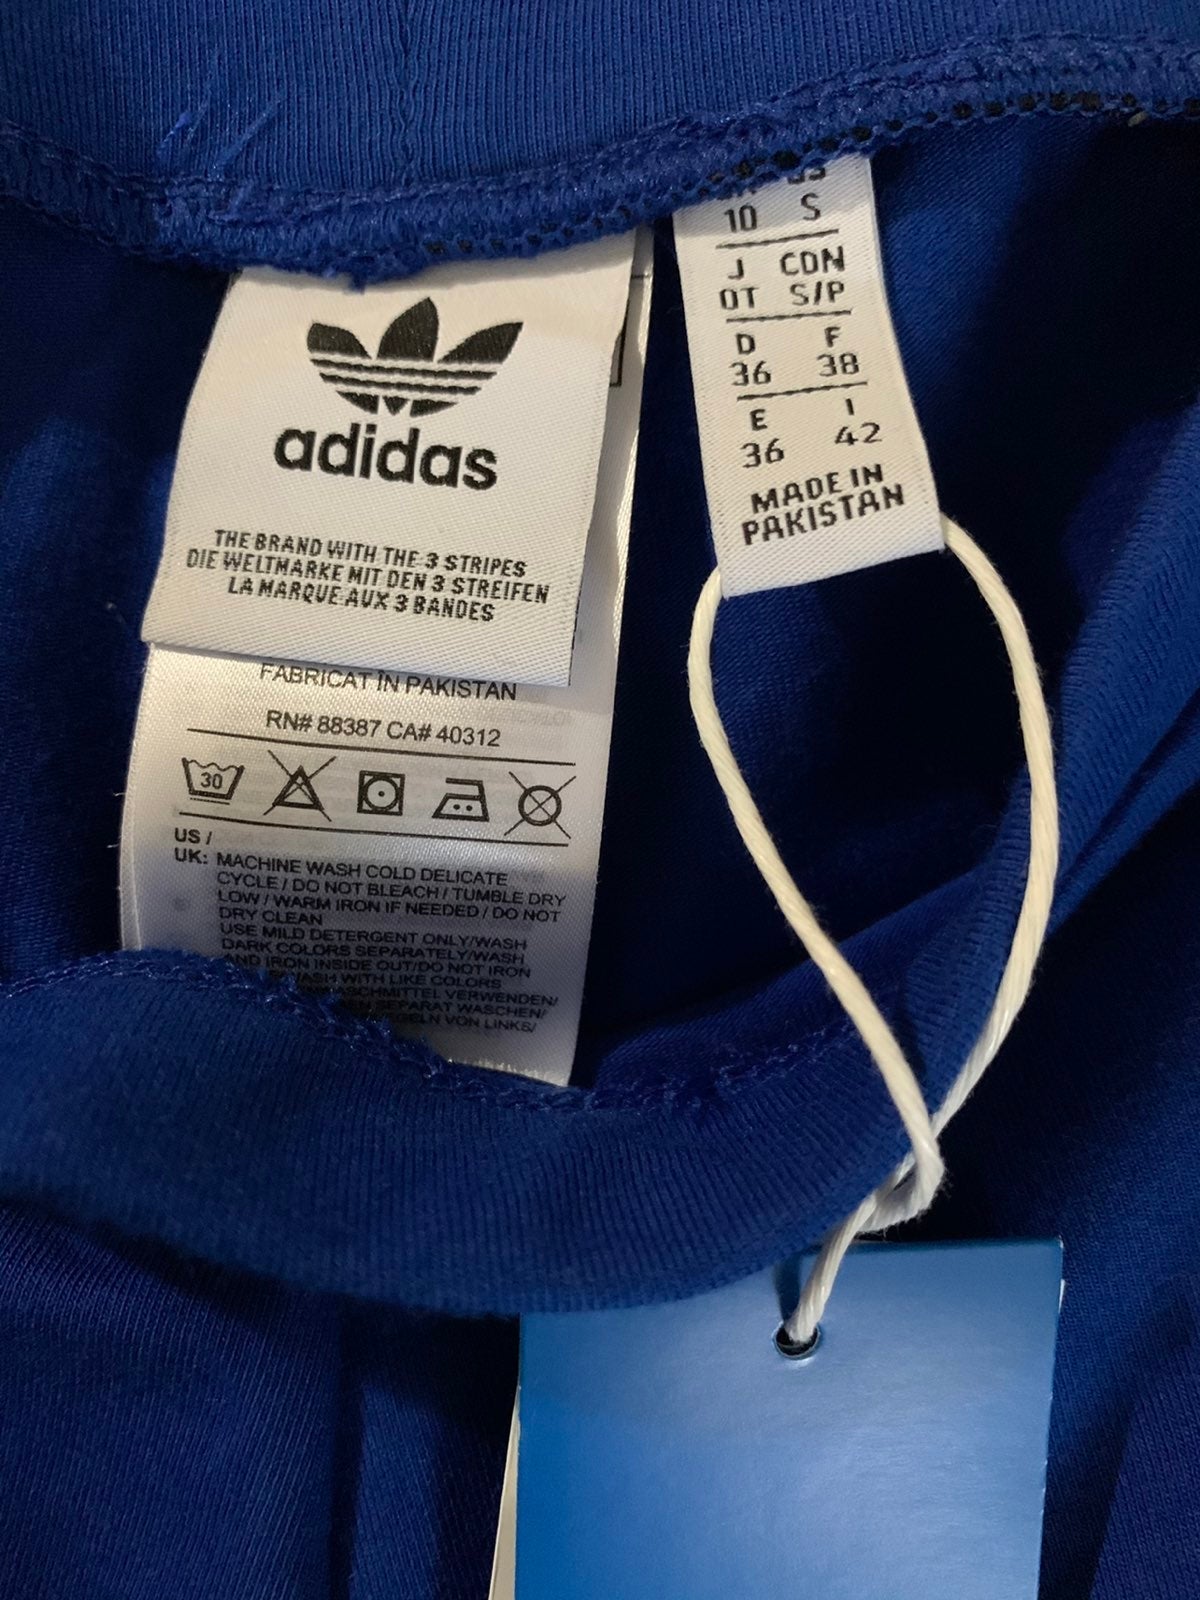 adidas
THE BRAND WITH THE 3 STRIPES
DIE WELTMARKE MIT DEN 3 STREIFEN
LA MARQUE AUX 3 BANDES
FABRICAT IN PAKISTAN
RN# 88387 CA# 40312
30
US /
UK: MACHINE WASH COLD DELICATE
CYCLE / DO NOT BLEACH / TUMBLE DRY
LOW / WARM IRON IF NEEDED / DO NOT
DRY CLEAN
USE MILD DETERGENT ONLY/WASH
DARK COLORS SEPARATELY/WASH
AND IRON INSIDE OUT/DO NOT IRON
WASH WITH LIKE COLORS
VERWENDEN/
SEPARAT WASCHEN/
VON LINKS/
10 S
J CDN
OT S/P
D F
36 38
E I
36 42
MADE IN
PAKISTAN